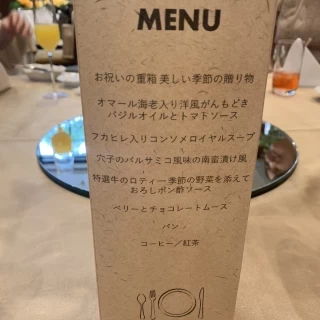 MENU
お祝いの重箱 美しい季節の贈り物
オマール海老入り洋風がんもどき
バジルオイルとトマトソース
フカヒレ入りコンソメロイヤルスープ
穴子のバルサミコ風味の南蛮漬け風
特選牛のロティー 季節の野菜を添えて
おろしポン酢ソース
ベリーとチョコレートムース
パン
コーヒー／紅茶